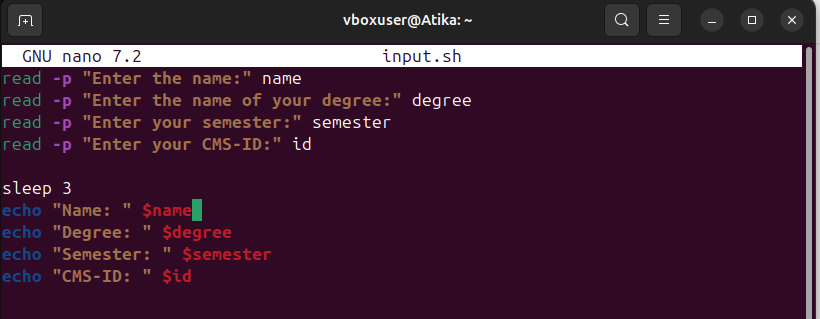 vboxuser@Atika: ~
GNU nano 7.2 input.sh
read -p "Enter the name:" name
read -p "Enter the name of your degree:" degree
read -p "Enter your semester:" semester
read -p "Enter your CMS-ID:" id
sleep 3
echo "Name: " $name
echo "Degree: " $degree
echo "Semester: " $semester
echo "CMS-ID: " $id